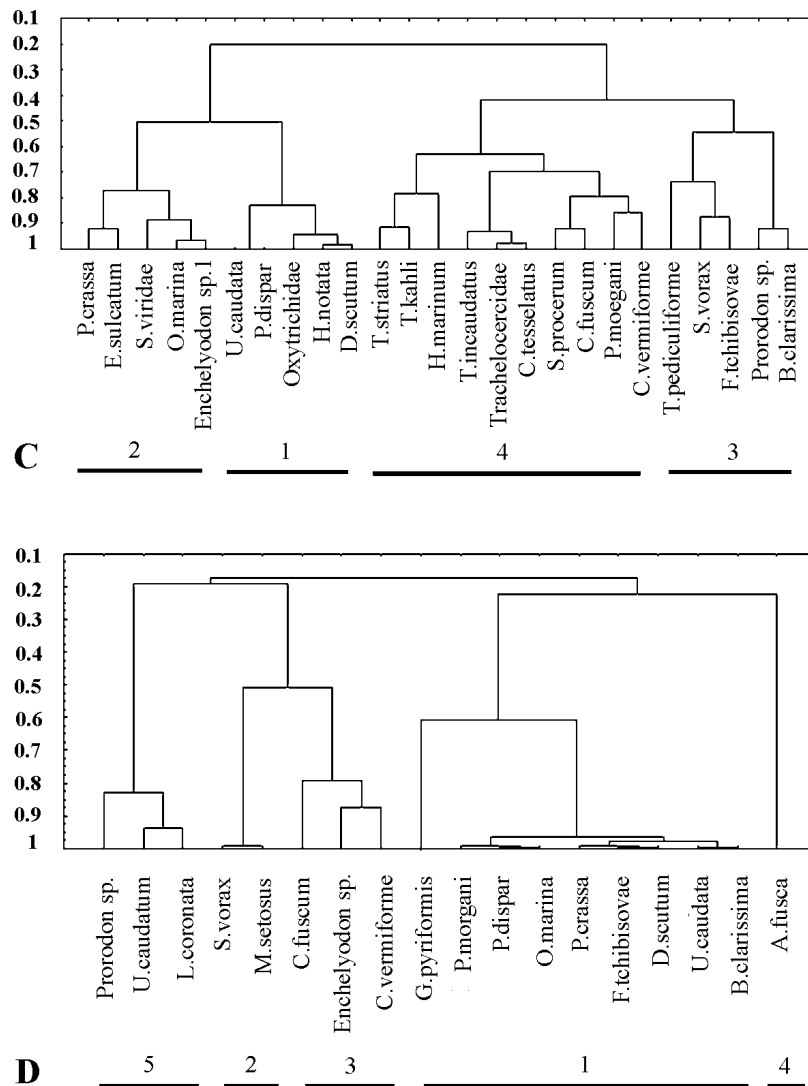 0.1
0.2
0.3
0.4
0.5
0.6
0.7
0.8
0.9
1
P.crassa
E.sulcatum
S.viridae
O.marina
Enchelyodon sp.1
U.caudata
P.dispar
Oxytrichidae
H.notata
D.scutum
T.striatus
T.kahli
H.marinum
T.incaudatus
Trachelocercidae
C.tesselatus
S.procerum
C.fuscum
P.moegani
C.vermiforme
T.pediculiforme
S.vorax
F.tchibisovae
Prorodon sp.
B.clarissima
C 2 1 4 3
0.1
0.2
0.3
0.4
0.5
0.6
0.7
0.8
0.9
1
Prorodon sp.
U.caudatum
L.coronata
S.vorax
M.setosus
C.fuscum
Enchelyodon sp.
C.vermiforme
G.pyriformis
P.morgani
P.dispar
O.marina
P.crassa
F.tchibisovae
D.scutum
U.caudata
B.clarissima
A.fusca
D 5 2 3 1 4